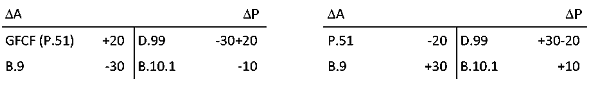 ΔA ΔP ΔA ΔP
GFCF (P.51) +20 D.99 -30+20 P.51 -20 D.99 +30-20
B.9 -30 B.10.1 -10 B.9 +30 B.10.1 +10